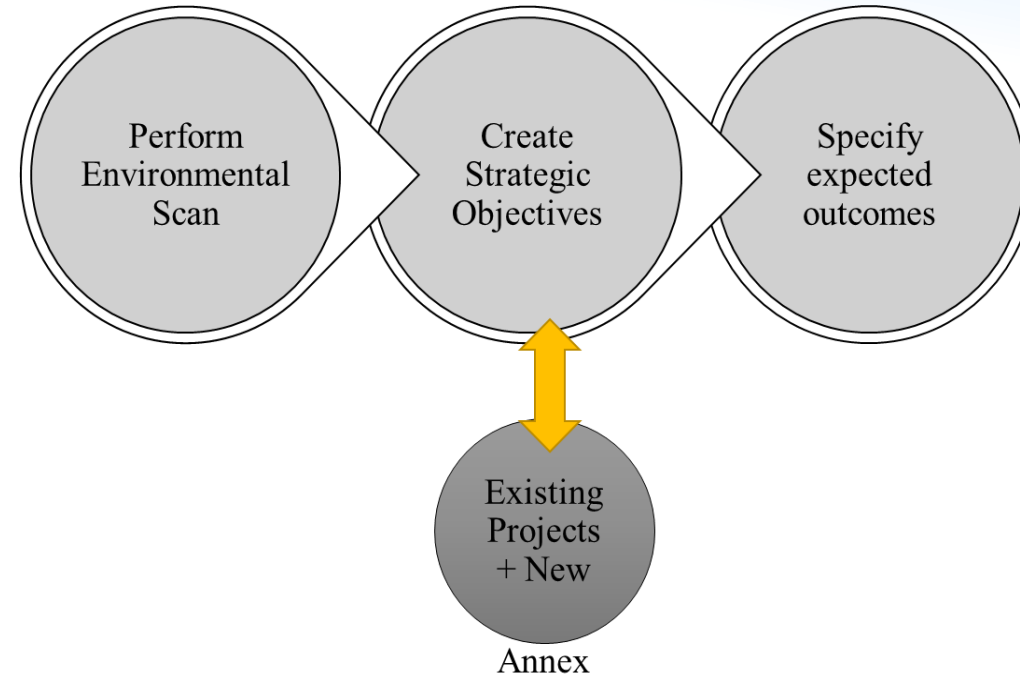 Perform
Environmental
Scan
Create
Strategic
Objectives
Specify
expected
outcomes
Existing
Projects
+ New
Annex